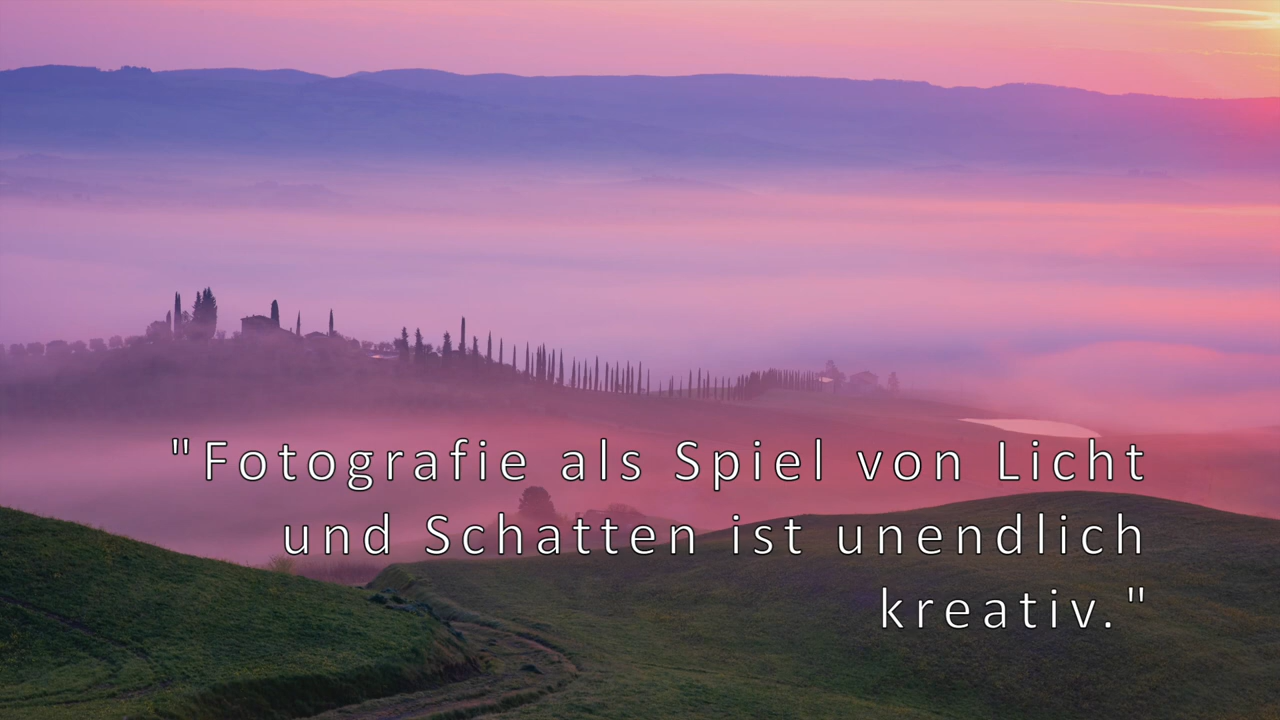 "Fotografie als Spiel von Licht
und Schatten ist unendlich
kreativ."